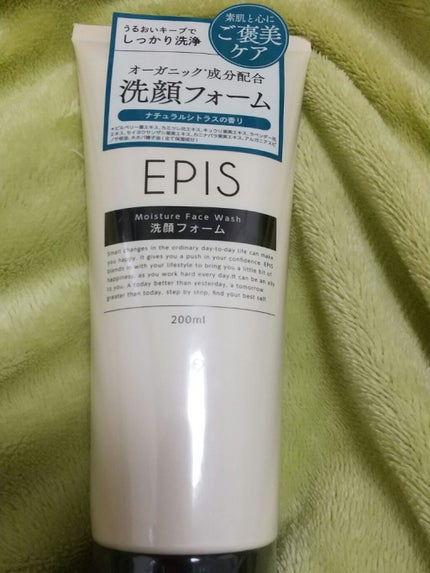 うるおいキープで
しっかり洗浄
素肌と心に
ご褒美
ケア
オーガニック*成分配合
洗顔フォーム
ナチュラルシトラスの香り
EPIS
Moisture Face Wash
洗顔フォーム
Small changes in the ordinary day-to-day life can make
you happy. It gives you a push in your confidence. EPIS
blends in with your lifestyle to bring you a little bit of
happiness, as you work hard every day. It can be an ally
to you. A today better than yesterday, a tomorrow
greater than today, step by step, find your best self.
200ml